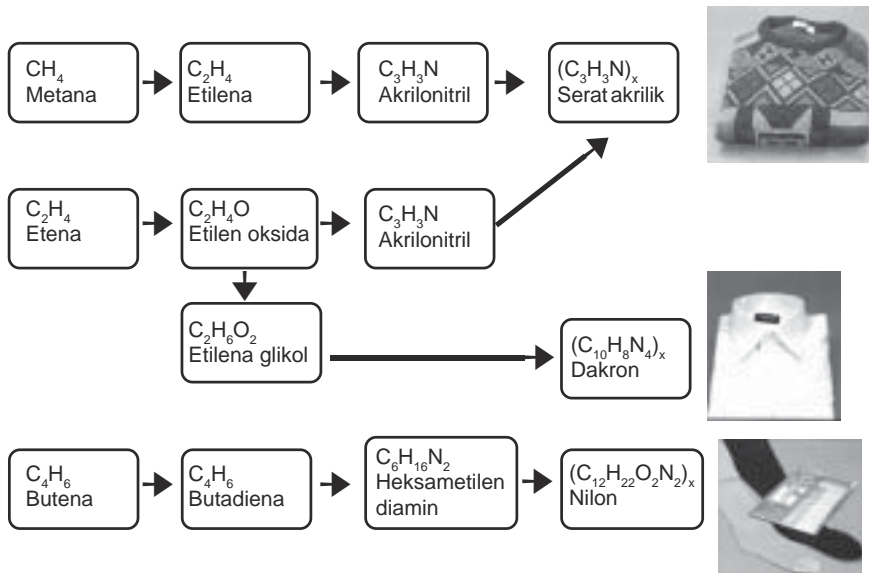 CH₄
Metana
C₂H₄
Etilena
C₃H₃N
Akrilonitril
(C₃H₃N)ₓ
Serat akrilik
C₂H₄
Etena
C₂H₄O
Etilen oksida
C₃H₃N
Akrilonitril
C₂H₆O₂
Etilena glikol
(C₁₀H₈N₄)ₓ
Dakron
C₄H₆
Butena
C₄H₆
Butadiena
C₆H₁₆N₂
Heksametilen
diamin
(C₁₂H₂₂O₂N₂)ₓ
Nilon